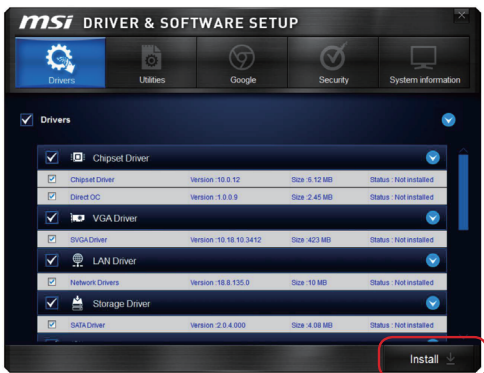 msi DRIVER & SOFTWARE SETUP
Drivers Utilities Google Security System information
Drivers
Chipset Driver
Chipset Driver Version :10.0.12 Size :6.12 MB Status : Not installed
Direct OC Version :1.0.0.9 Size :2.45 MB Status : Not installed
VGA Driver
SVGA Driver Version :10.18.10.3412 Size :423 MB Status : Not installed
LAN Driver
Network Drivers Version :18.8.135.0 Size :10 MB Status : Not installed
Storage Driver
SATA Driver Version :2.0.4.000 Size :4.08 MB Status : Not installed
Install